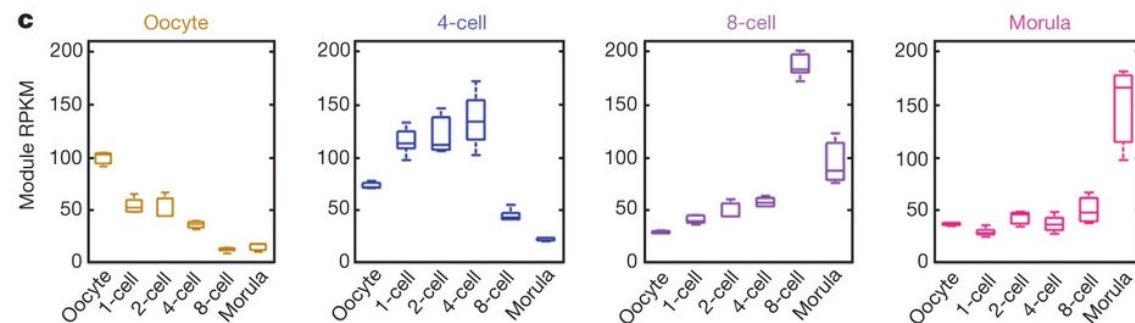 c
Oocyte 4-cell 8-cell Morula
Module RPKM
200 200 200 200
150 150 150 150
100 100 100 100
50 50 50 50
0 0 0 0
Oocyte 1-cell 2-cell 4-cell 8-cell Morula Oocyte 1-cell 2-cell 4-cell 8-cell Morula Oocyte 1-cell 2-cell 4-cell 8-cell Morula Oocyte 1-cell 2-cell 4-cell 8-cell Morula